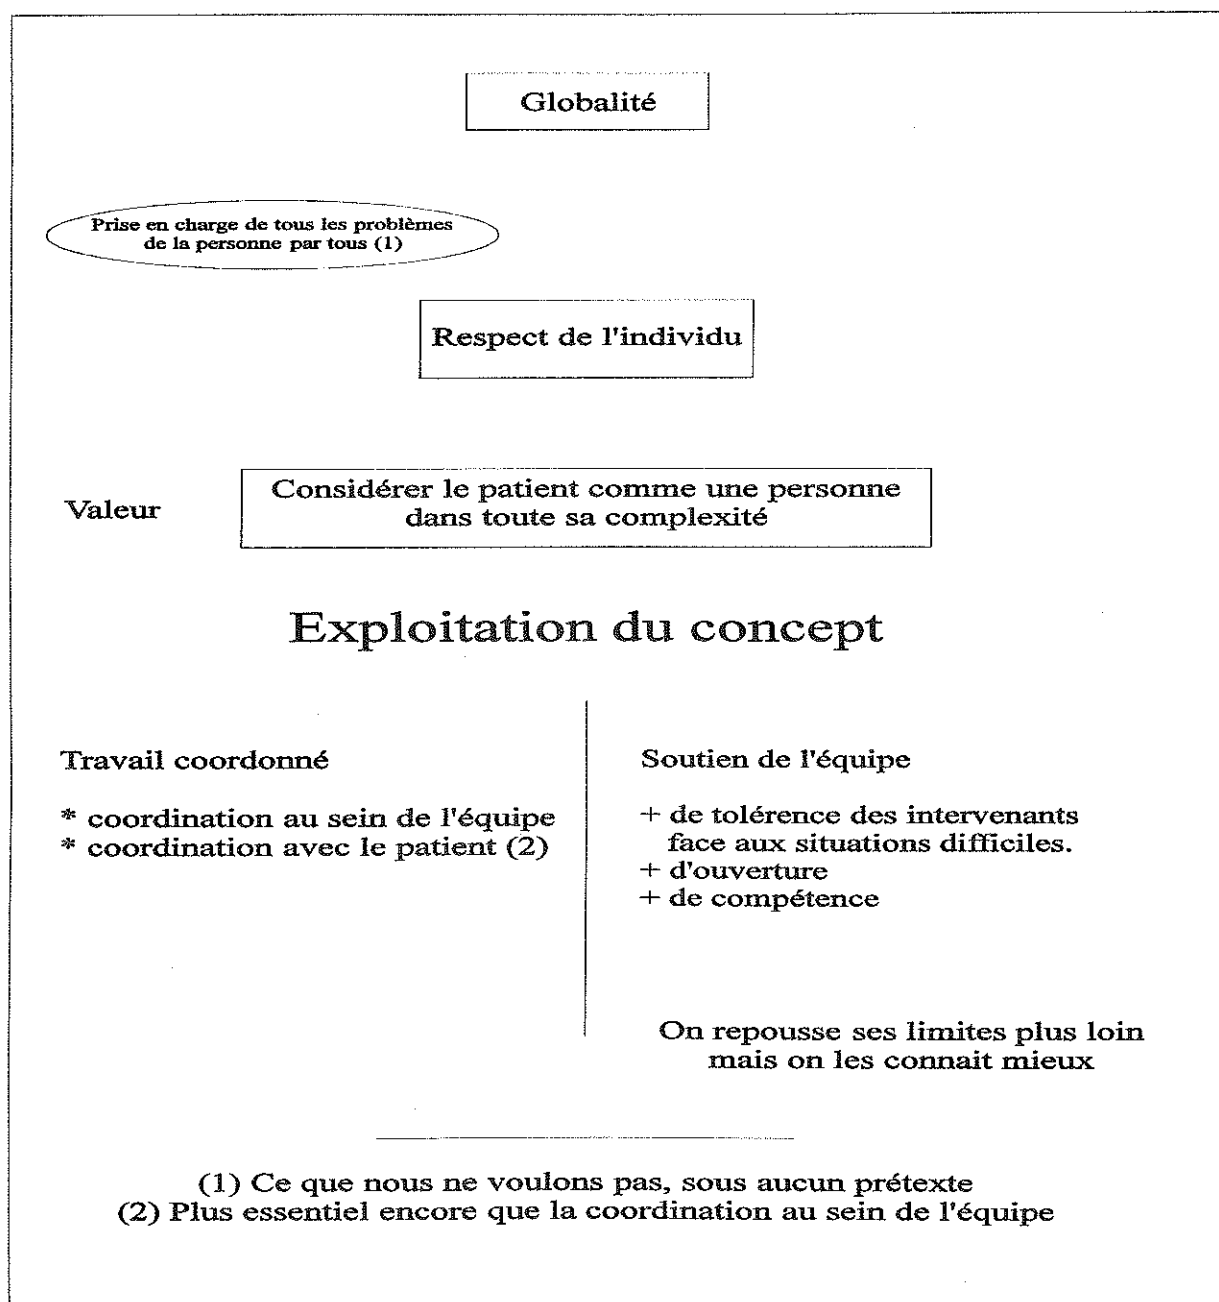 Globalité
Prise en charge de tous les problèmes
de la personne par tous (1)
Respect de l'individu
Valeur
Considérer le patient comme une personne
dans toute sa complexité
Exploitation du concept
Travail coordonné
* coordination au sein de l'équipe
* coordination avec le patient (2)
Soutien de l'équipe
+ de tolérence des intervenants
face aux situations difficiles.
+ d'ouverture
+ de compétence
On repousse ses limites plus loin
mais on les connait mieux
(1) Ce que nous ne voulons pas, sous aucun prétexte
(2) Plus essentiel encore que la coordination au sein de l'équipe